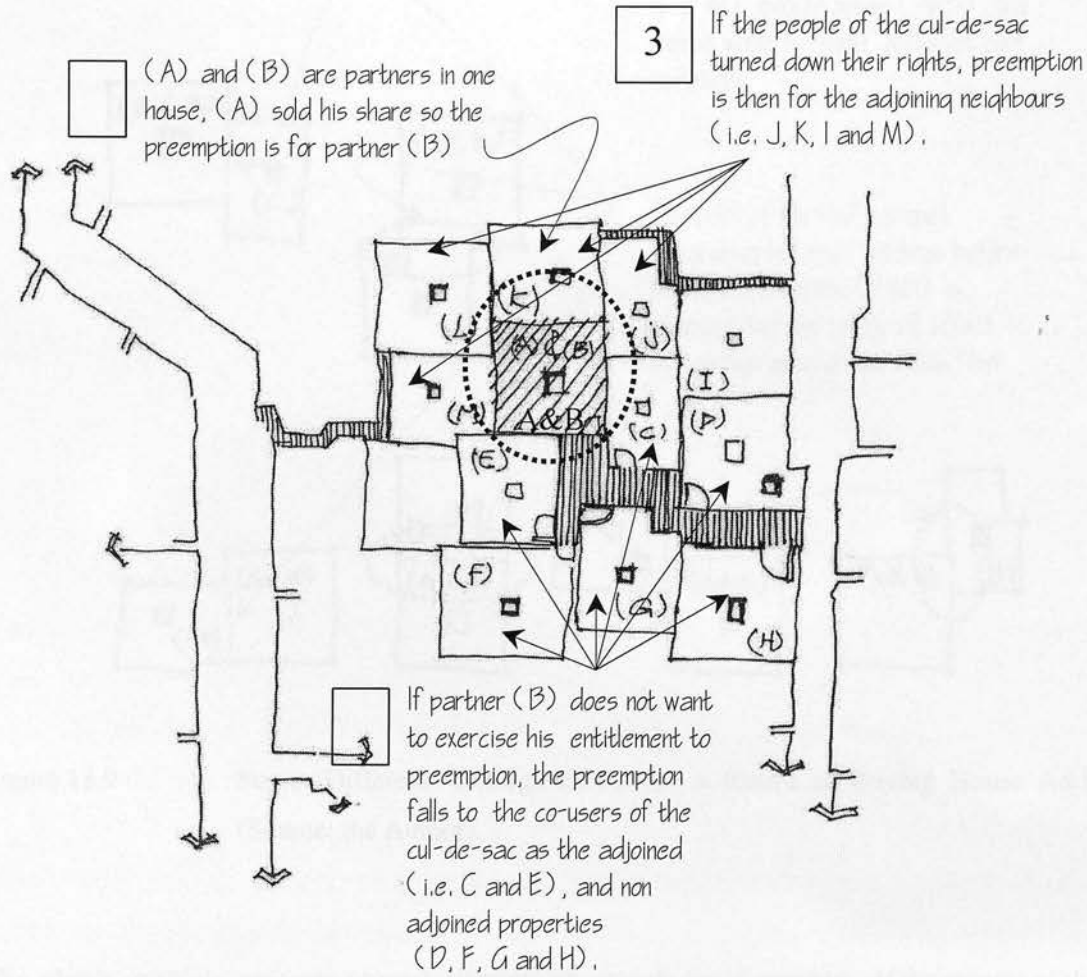 (A) and (B) are partners in one
house, (A) sold his share so the
preemption is for partner (B)
3
If the people of the cul-de-sac
turned down their rights, preemption
is then for the adjoining neighbours
(i.e. J, K, I and M).
(K)
(L)
(A) & (B)
(J)
(I)
(M)
A&B
(C)
(D)
(E)
(F)
(G)
(H)
If partner (B) does not want
to exercise his entitlement to
preemption, the preemption
falls to the co-users of the
cul-de-sac as the adjoined
(i.e. C and E), and non
adjoined properties
(D, F, G and H).